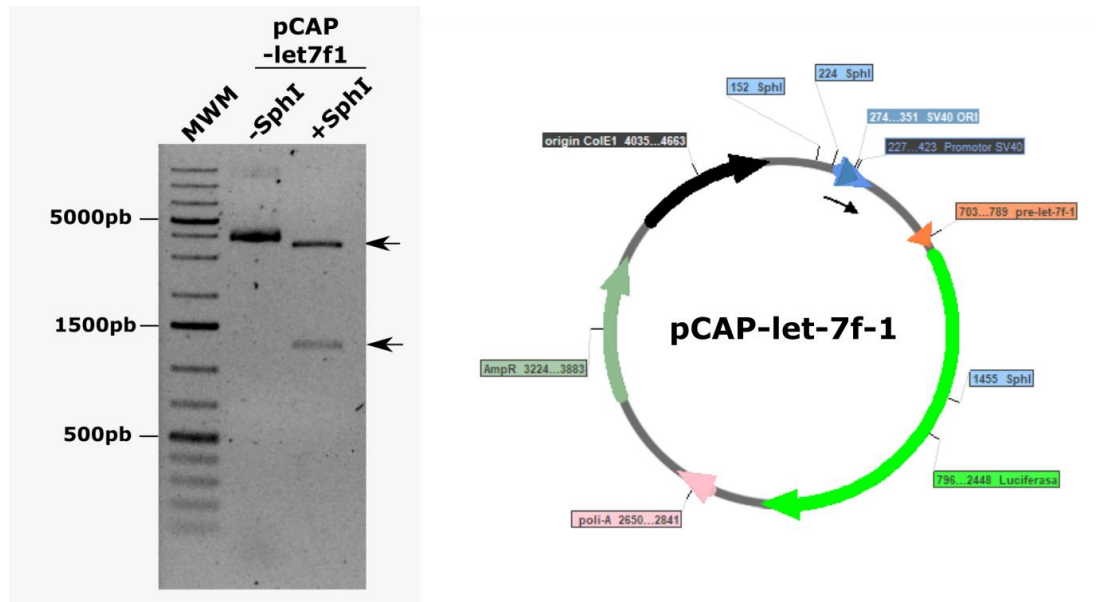 pCAP
-let7f1
MWM
-SphI
+SphI
5000pb
1500pb
500pb
152 SphI
224 SphI
274...351 SV40 ORI
227...423 Promotor SV40
origin ColE1 4035...4663
703...789 pre-let-7f-1
pCAP-let-7f-1
AmpR 3224...3883
1455 SphI
796...2448 Luciferasa
poli-A 2650...2841